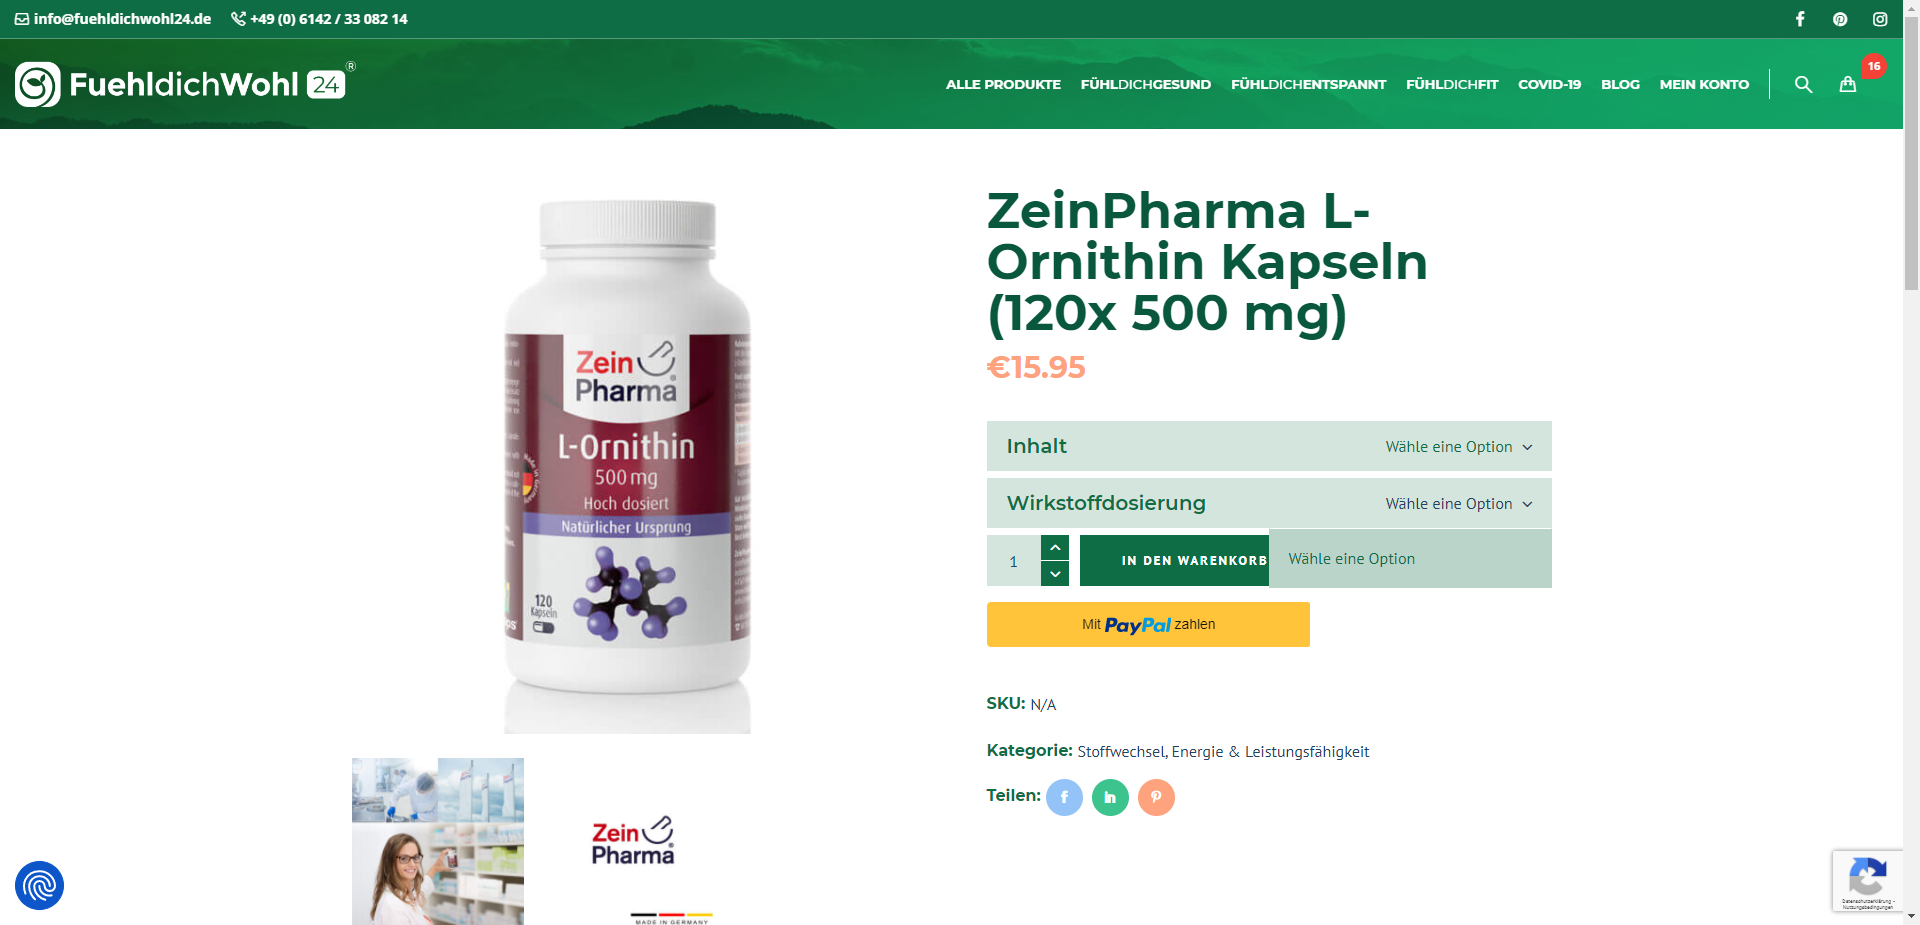 info@fuehldichwohl24.de +49 (0) 6142 / 33 082 14
FuehldichWohl 24 ®
ALLE PRODUKTE FÜHLDICHGESUND FÜHLDICHENTSPANNT FÜHLDICHFIT COVID-19 BLOG MEIN KONTO 16
ZeinPharma L-
Ornithin Kapseln
(120x 500 mg)
€15.95
Inhalt Wähle eine Option
Wirkstoffdosierung Wähle eine Option
1 IN DEN WARENKORB Wähle eine Option
Mit PayPal zahlen
SKU: N/A
Kategorie: Stoffwechsel, Energie & Leistungsfähigkeit
Teilen:
Zein
Pharma
L-Ornithin
500 mg
Hoch dosiert
Natürlicher Ursprung
120
Kapseln
Zein
Pharma
MADE IN GERMANY
Datenschutzerklärung -
Nutzungsbedingungen